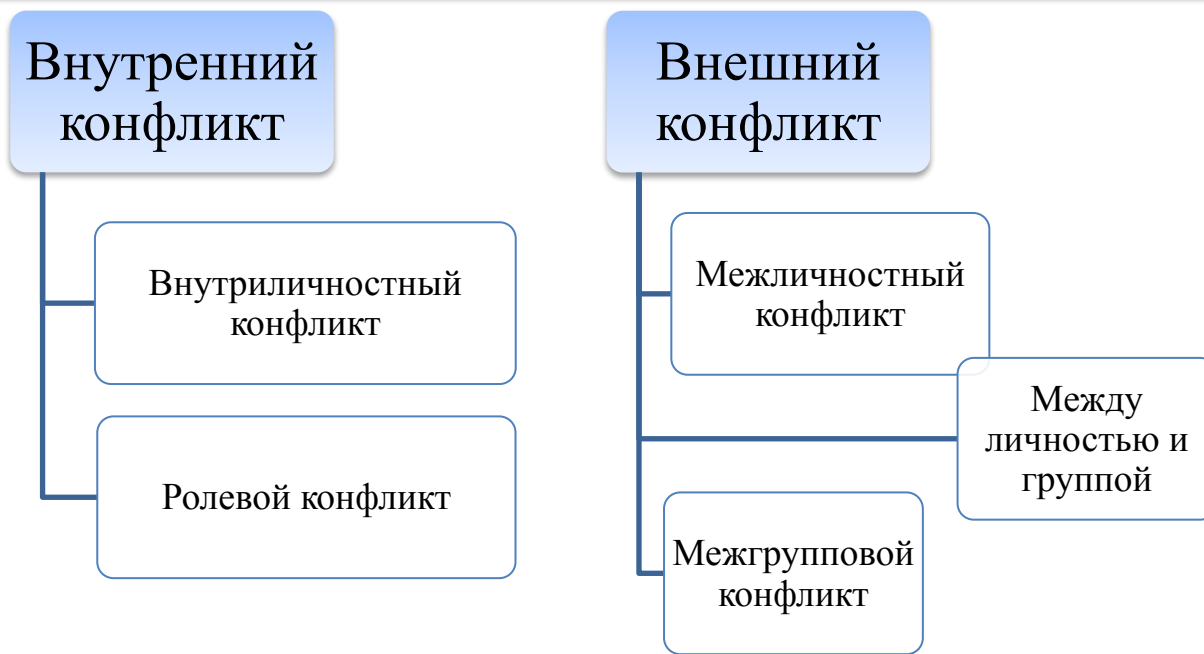 Внутренний
конфликт
Внутриличностный
конфликт
Ролевой конфликт
Внешний
конфликт
Межличностный
конфликт
Между
личностью и
группой
Межгрупповой
конфликт